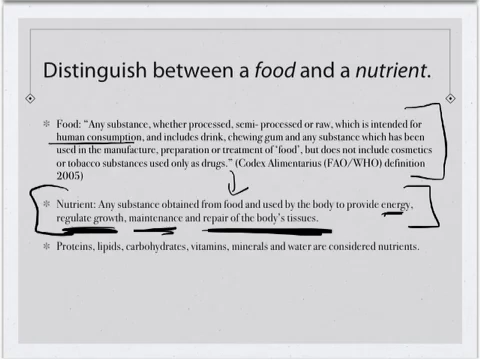 Distinguish between a food and a nutrient.
Food: “Any substance, whether processed, semi- processed or raw, which is intended for
human consumption, and includes drink, chewing gum and any substance which has been
used in the manufacture, preparation or treatment of ‘food’, but does not include cosmetics
or tobacco substances used only as drugs.” (Codex Alimentarius (FAO/WHO) definition
2005)
Nutrient: Any substance obtained from food and used by the body to provide energy,
regulate growth, maintenance and repair of the body’s tissues.
Proteins, lipids, carbohydrates, vitamins, minerals and water are considered nutrients.